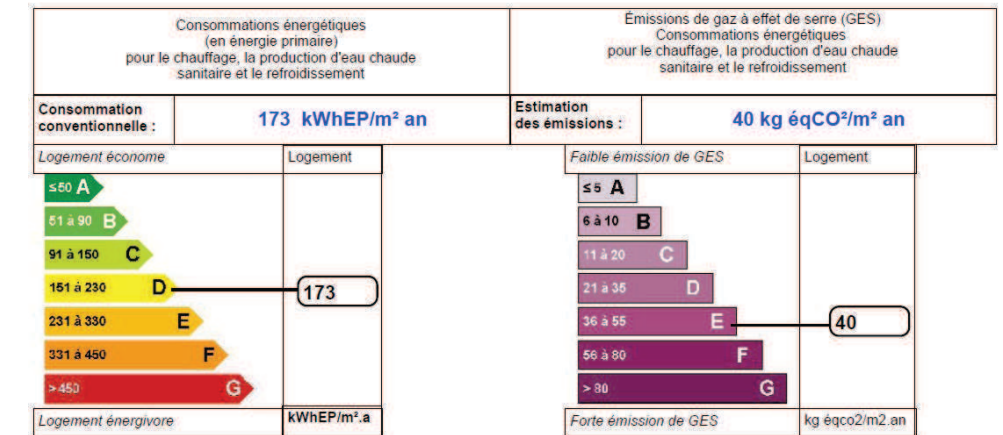 Consommations énergétiques
(en énergie primaire)
pour le chauffage, la production d'eau chaude
sanitaire et le refroidissement
Émissions de gaz à effet de serre (GES)
Consommations énergétiques
pour le chauffage, la production d'eau chaude
sanitaire et le refroidissement
Consommation
conventionnelle :
173 kWhEP/m² an
Estimation
des émissions :
40 kg éqCO²/m² an
Logement économe
Logement
≤50 A
51 à 90 B
91 à 150 C
151 à 230 D
173
231 à 330 E
331 à 450 F
>450 G
Logement énergivore
kWhEP/m².a
Faible émission de GES
Logement
≤5 A
6 à 10 B
11 à 20 C
21 à 35 D
36 à 55 E
40
56 à 80 F
>80 G
Forte émission de GES
kg éqco2/m2.an